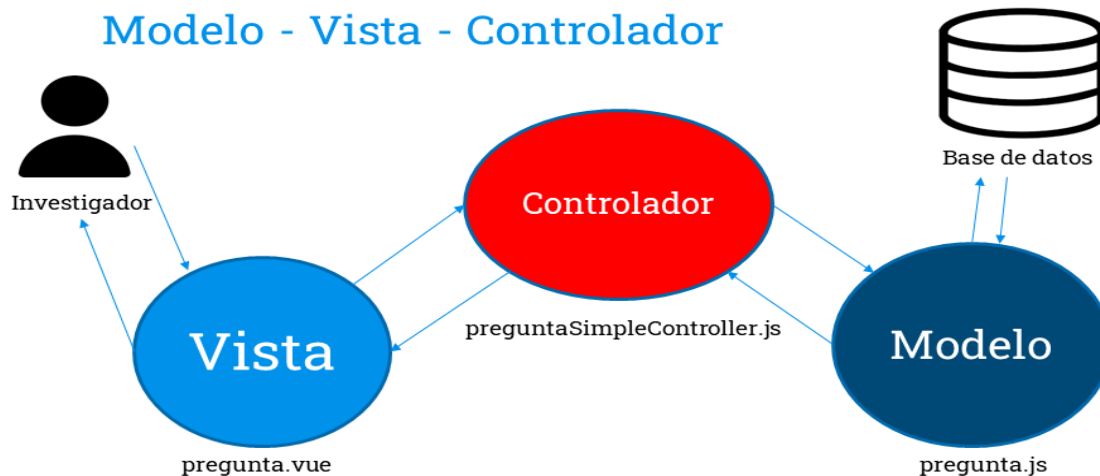 Modelo - Vista - Controlador
Investigador
Base de datos
Controlador
preguntaSimpleController.js
Vista
pregunta.vue
Modelo
pregunta.js